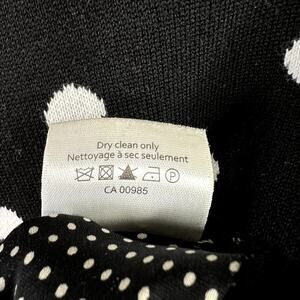 Dry clean only
Nettoyage à sec seulement
P
CA 00985